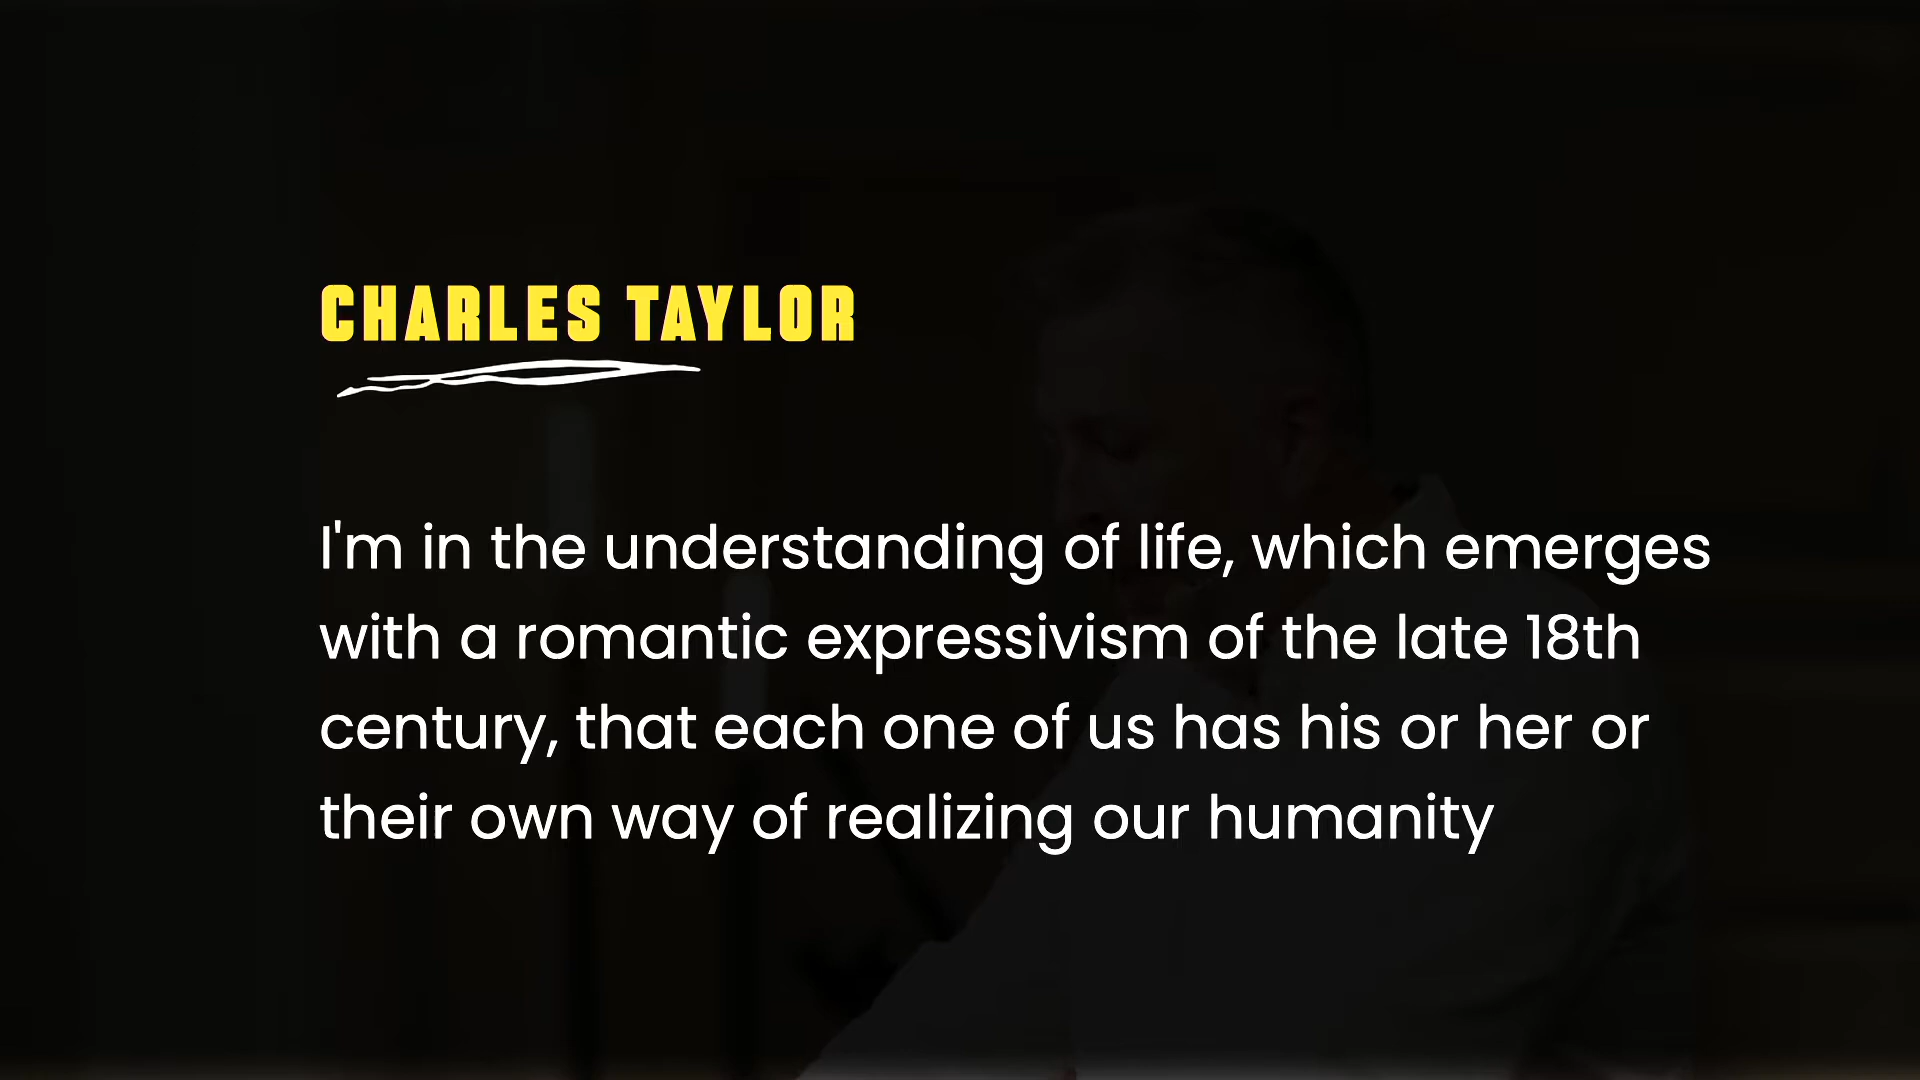 CHARLES TAYLOR
I'm in the understanding of life, which emerges
with a romantic expressivism of the late 18th
century, that each one of us has his or her or
their own way of realizing our humanity